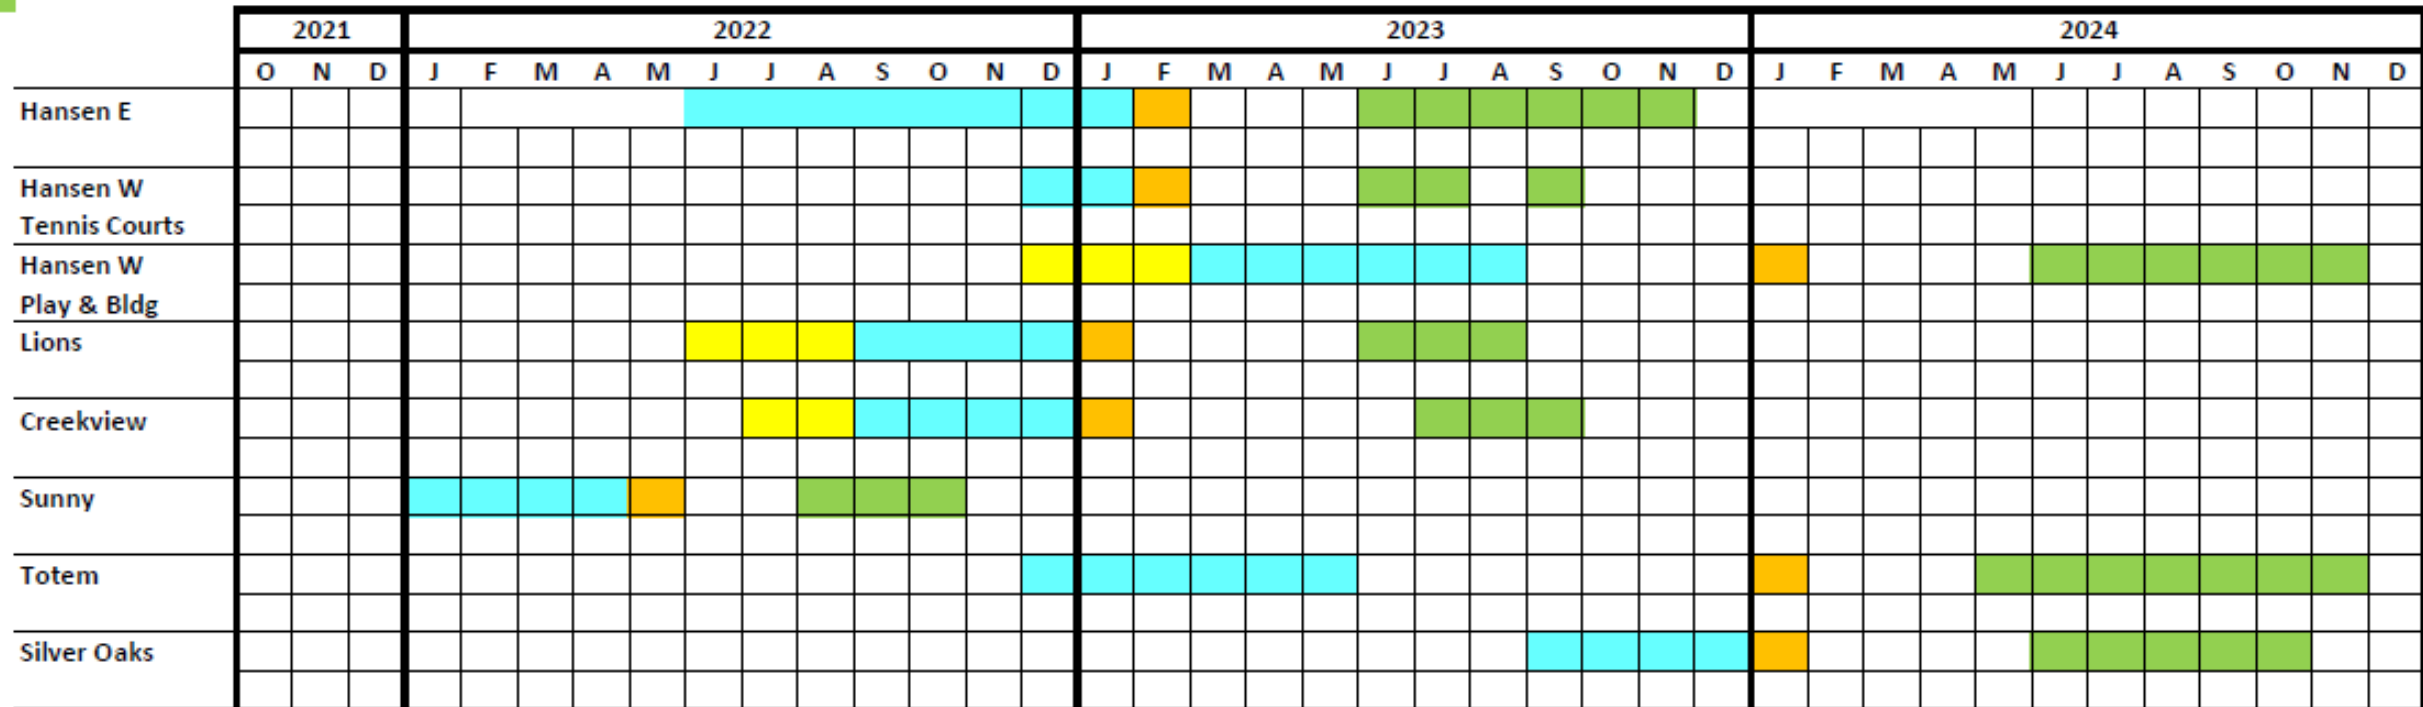 2021 2022 2023 2024
O N D J F M A M J J A S O N D J F M A M J J A S O N D J F M A M J J A S O N D
Hansen E
Hansen W
Tennis Courts
Hansen W
Play & Bldg
Lions
Creekview
Sunny
Totem
Silver Oaks